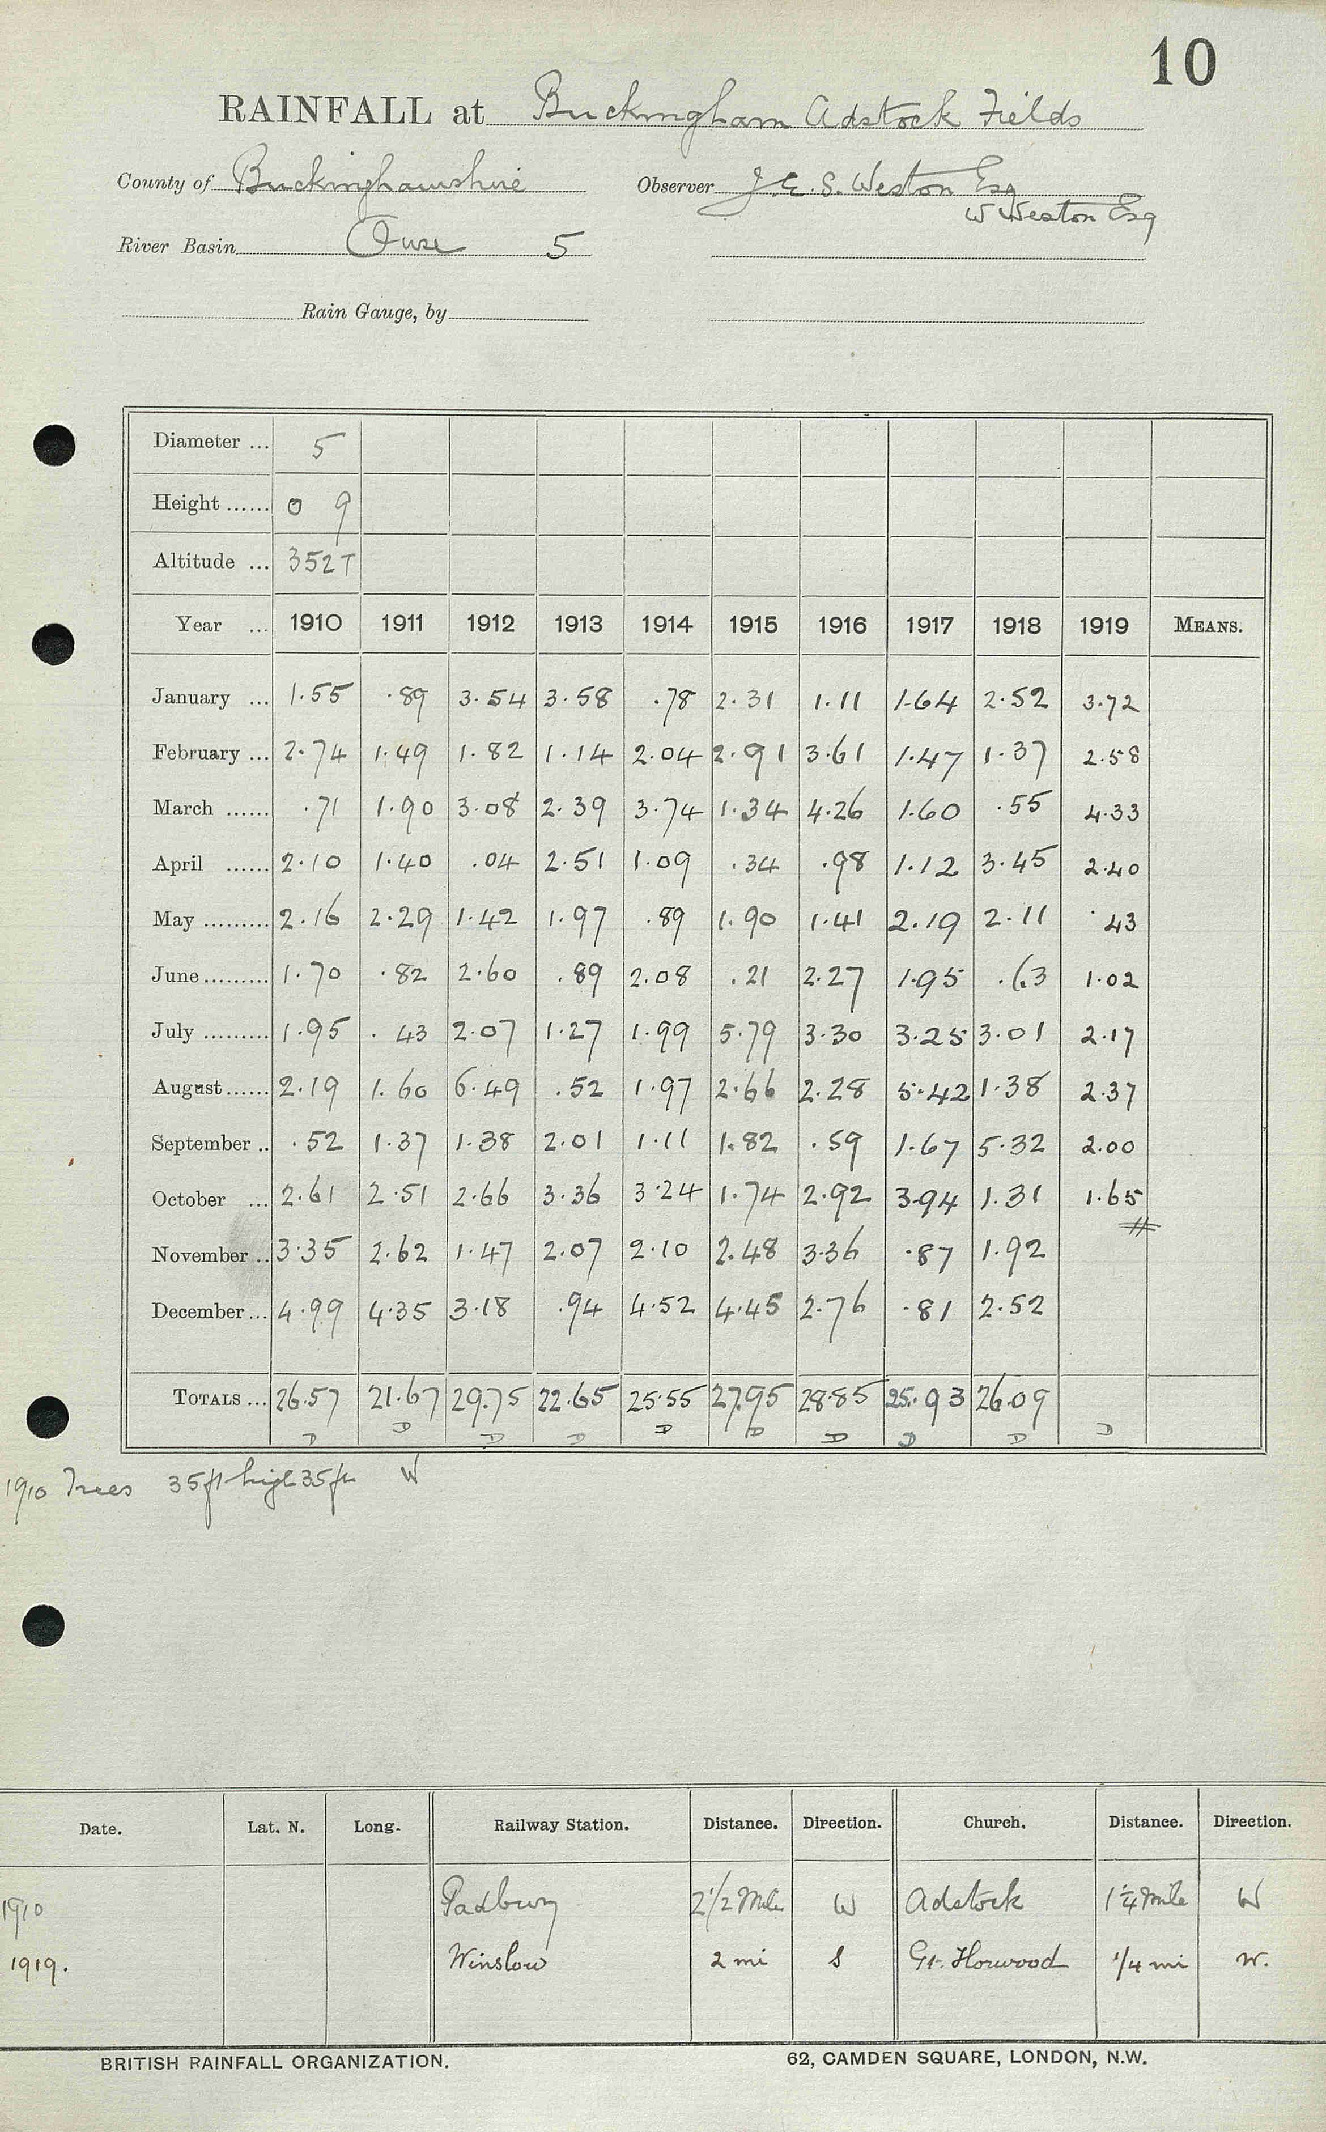 10
RAINFALL at Buckingham Adstock Fields
County of Buckinghamshire Observer J. E. S. Weston Esq
W Weston Esq
River Basin Ouse 5
Rain Gauge, by
Diameter ... 5
Height ...... 0 9
Altitude ... 352 T
Year ... 1910 1911 1912 1913 1914 1915 1916 1917 1918 1919 MEANS.
January ... 1.55 .89 3.54 3.58 .78 2.31 1.11 1.64 2.52 3.72
February ... 2.74 1.49 1.82 1.14 2.04 2.91 3.61 1.47 1.37 2.58
March ...... .71 1.90 3.08 2.39 3.74 1.34 4.26 1.60 .55 4.33
April ...... 2.10 1.40 .04 2.51 1.09 .34 .98 1.12 3.45 2.40
May ......... 2.16 2.29 1.42 1.97 .89 1.90 1.41 2.19 2.11 .43
June ......... 1.70 .82 2.60 .89 2.08 .21 2.27 1.95 .63 1.02
July ......... 1.95 .43 2.07 1.27 1.99 5.79 3.30 3.25 3.01 2.17
August ...... 2.19 1.60 6.49 .52 1.97 2.66 2.28 5.42 1.38 2.37
September .. .52 1.37 1.38 2.01 1.11 1.82 .59 1.67 5.32 2.00
October ... 2.61 2.51 2.66 3.36 3.24 1.74 2.92 3.94 1.31 1.65
November .. 3.35 2.62 1.47 2.07 2.10 2.48 3.36 .87 1.92
December ... 4.99 4.35 3.18 .94 4.52 4.45 2.76 .81 2.52
TOTALS ... 26.57 21.67 29.75 22.65 25.55 27.95 28.85 25.93 26.09
D D D D D D D D D D
1910 Trees 35 ft high 35 ft W
Date. Lat. N. Long. Railway Station. Distance. Direction. Church. Distance. Direction.
1910 Padbury 2 1/2 Mile W Adstock 1 1/4 Mile W
1919. Winslow 2 mi S Gt. Horwood 1/4 mi W.
BRITISH RAINFALL ORGANIZATION. 62, CAMDEN SQUARE, LONDON, N.W.